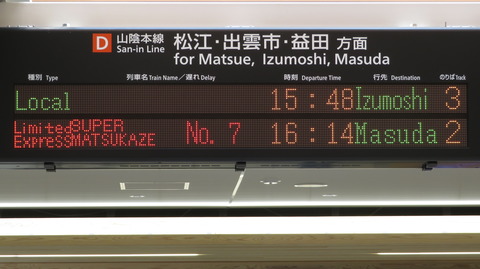 D 山陰本線 松江・出雲市・益田 方面
San-in Line for Matsue, Izumoshi, Masuda
種別 Type 列車名 Train Name／遅れ Delay 時刻 Departure Time 行先 Destination のりば Track
Local 15:48 Izumoshi 3
Limited Express SUPER MATSUKAZE No. 7 16:14 Masuda 2